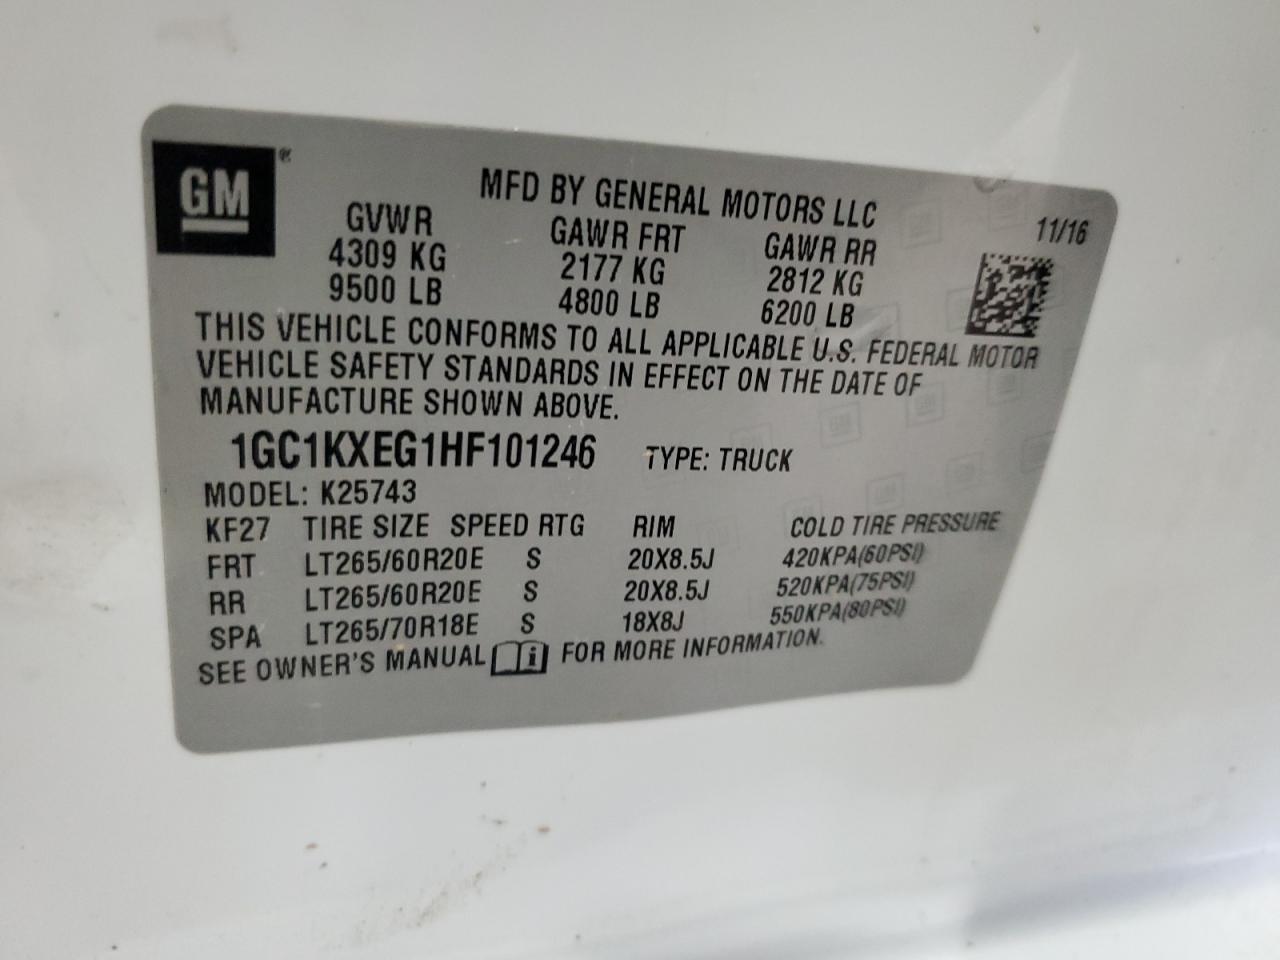 GM®
MFD BY GENERAL MOTORS LLC
11/16
GVWR GAWR FRT GAWR RR
4309 KG 2177 KG 2812 KG
9500 LB 4800 LB 6200 LB
THIS VEHICLE CONFORMS TO ALL APPLICABLE U.S. FEDERAL MOTOR
VEHICLE SAFETY STANDARDS IN EFFECT ON THE DATE OF
MANUFACTURE SHOWN ABOVE.
1GC1KXEG1HF101246 TYPE: TRUCK
MODEL: K25743
KF27 TIRE SIZE SPEED RTG RIM COLD TIRE PRESSURE
FRT LT265/60R20E S 20X8.5J 420KPA(60PSI)
RR LT265/60R20E S 20X8.5J 520KPA(75PSI)
SPA LT265/70R18E S 18X8J 550KPA(80PSI)
SEE OWNER'S MANUAL i FOR MORE INFORMATION.